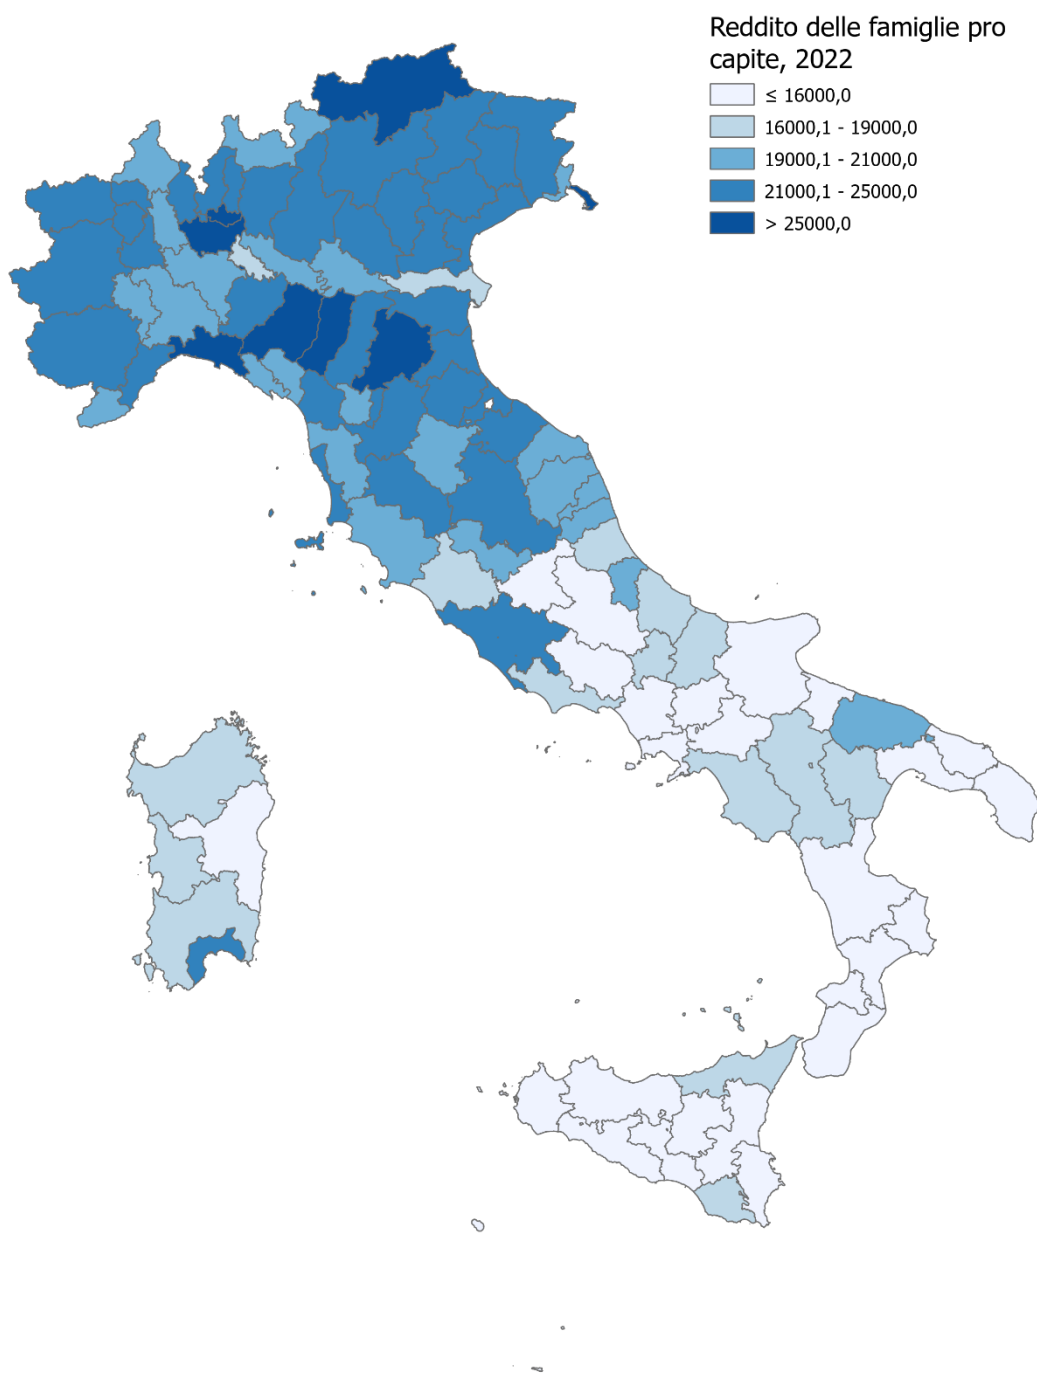 Reddito delle famiglie pro
capite, 2022
≤ 16000,0
16000,1 - 19000,0
19000,1 - 21000,0
21000,1 - 25000,0
> 25000,0